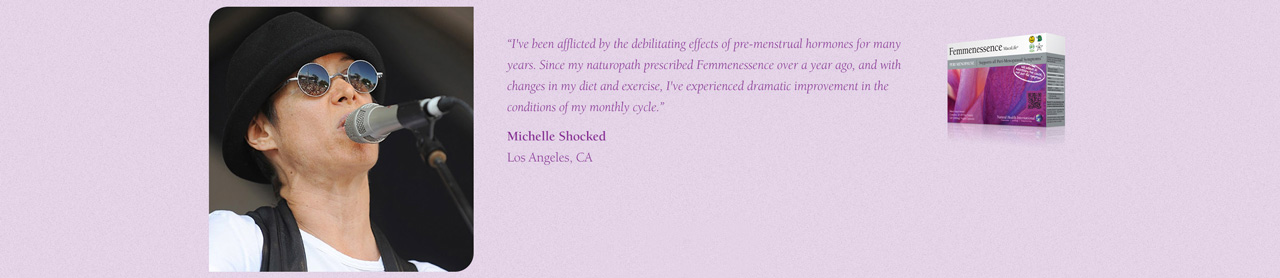 “I've been afflicted by the debilitating effects of pre-menstrual hormones for many
years. Since my naturopath prescribed Femmenessence over a year ago, and with
changes in my diet and exercise, I've experienced dramatic improvement in the
conditions of my monthly cycle.”
Michelle Shocked
Los Angeles, CA
Femmenessence